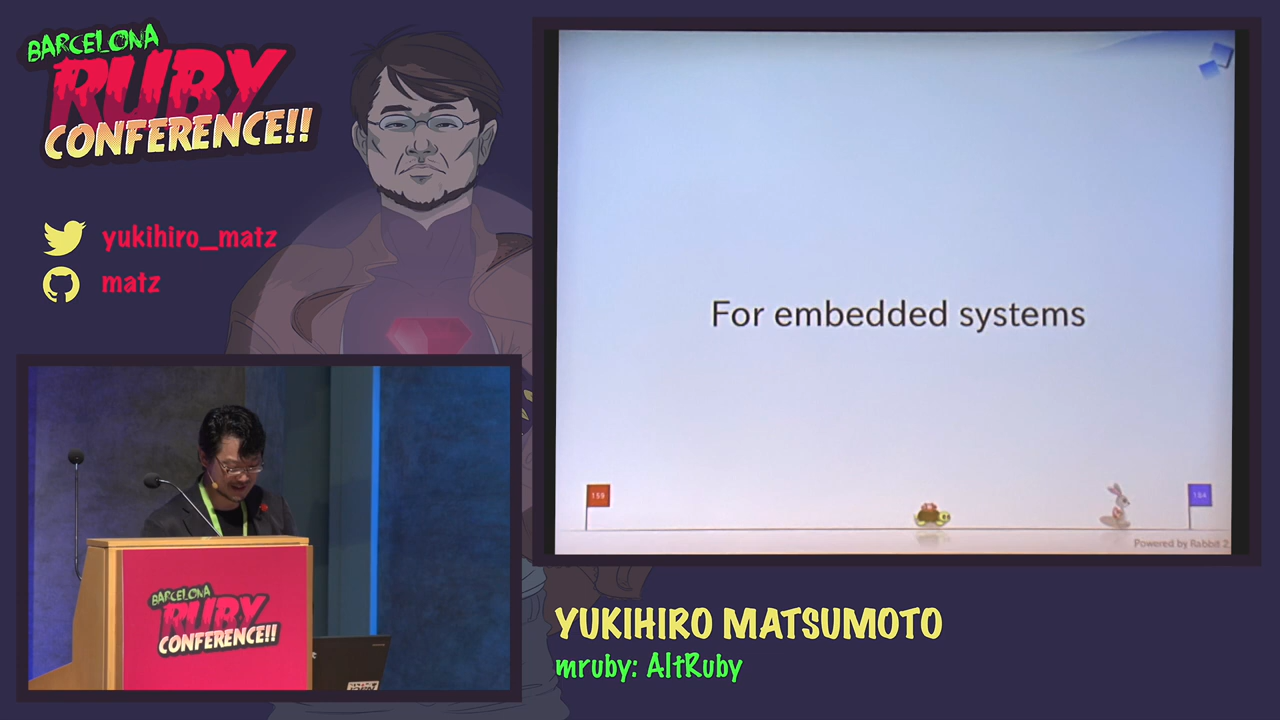 BARCELONA
RUBY
CONFERENCE!!
yukihiro_matz
matz
For embedded systems
159
184
Powered by Rabbit 2
BARCELONA
RUBY
CONFERENCE!!
YUKIHIRO MATSUMOTO
mruby: AltRuby